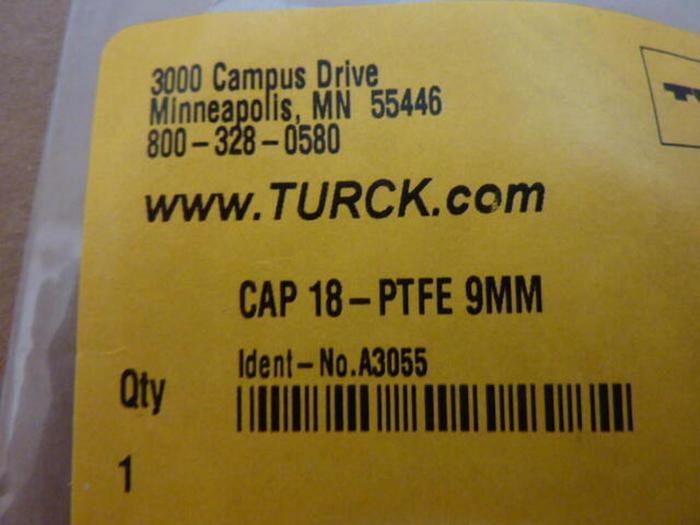 3000 Campus Drive
Minneapolis, MN 55446
800-328-0580
www.TURCK.com
CAP 18-PTFE 9MM
Ident-No.A3055
Qty
1